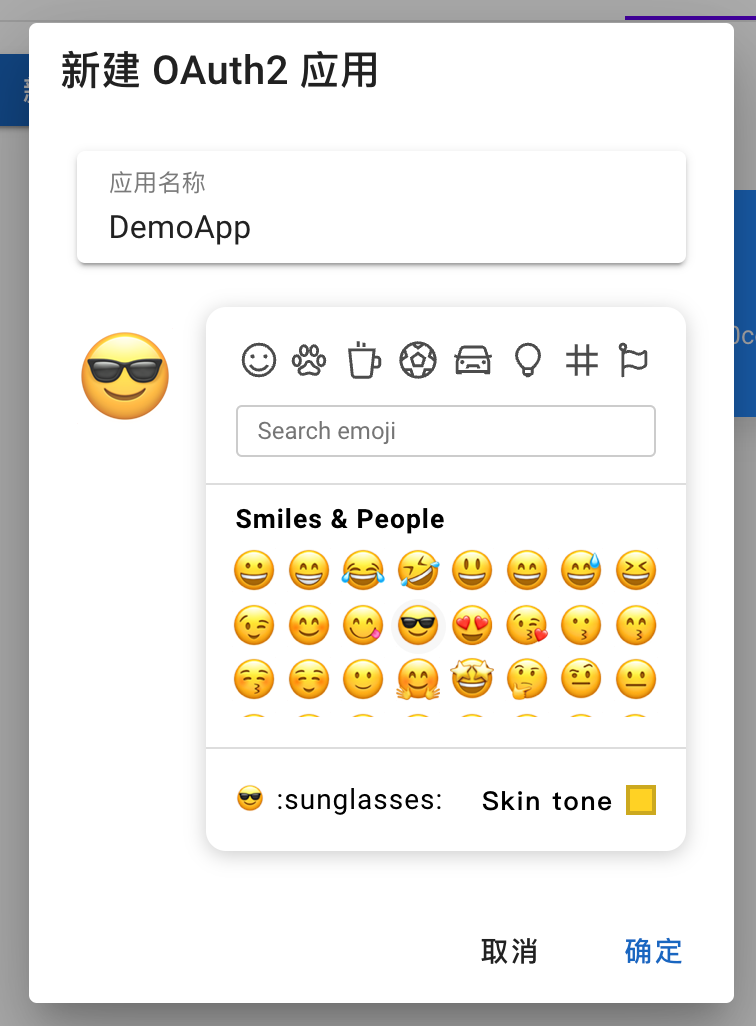 新建 OAuth2 应用
应用名称
DemoApp
Search emoji
Smiles & People
:sunglasses: Skin tone
取消 确定